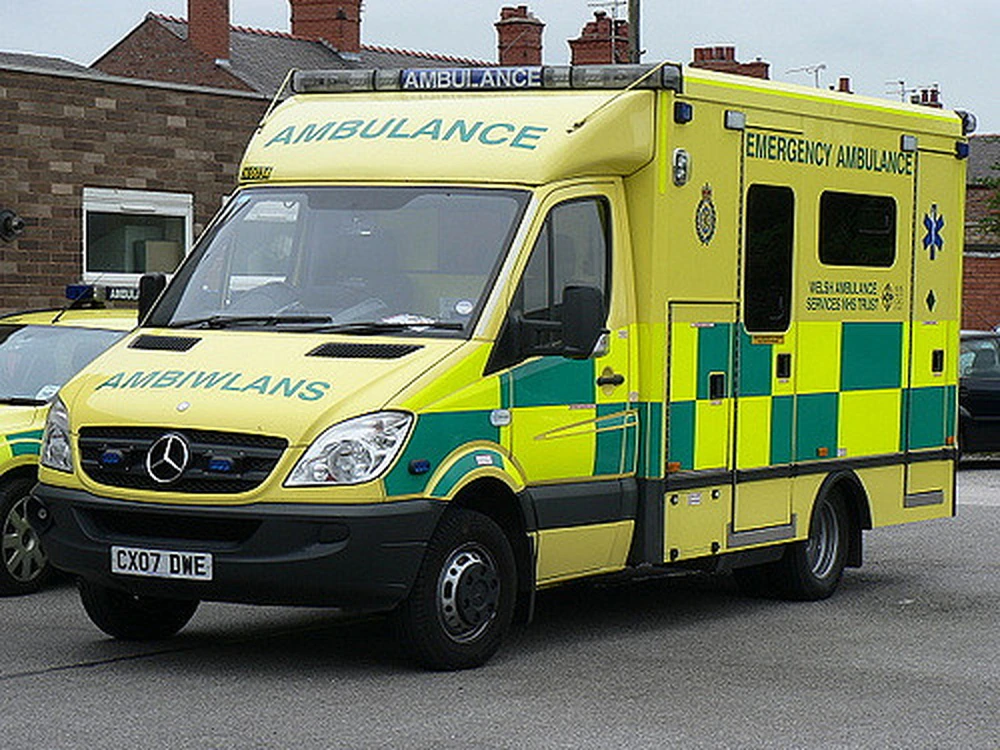 AMBULANCE
AMBULANCE
EMERGENCY AMBULANCE
WELSH AMBULANCE
SERVICES NHS TRUST
AMBIWLANS
CX07 DWE